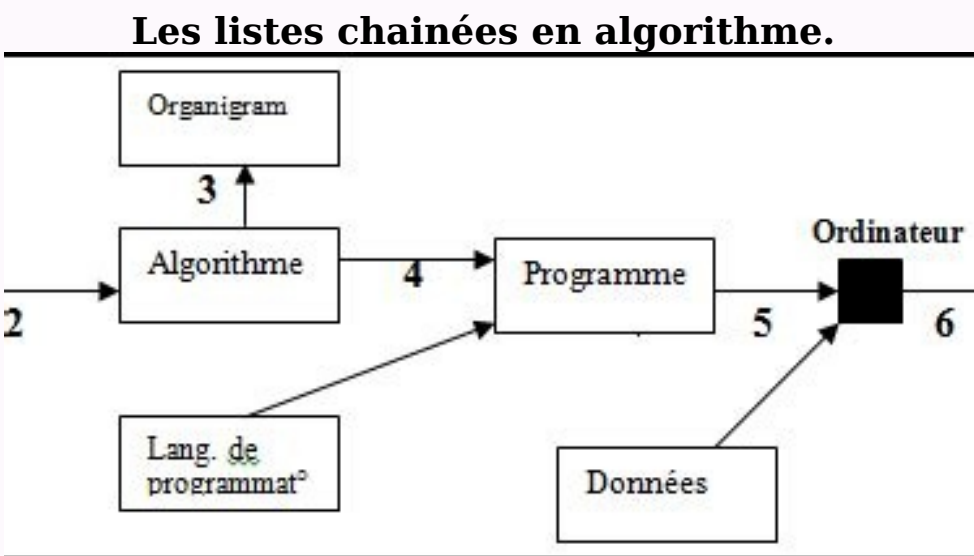 Les listes chainées en algorithme.
Organigram
3
Ordinateur
Algorithme
4
Programme
2
5
6
Lang. de
programmat°
Données